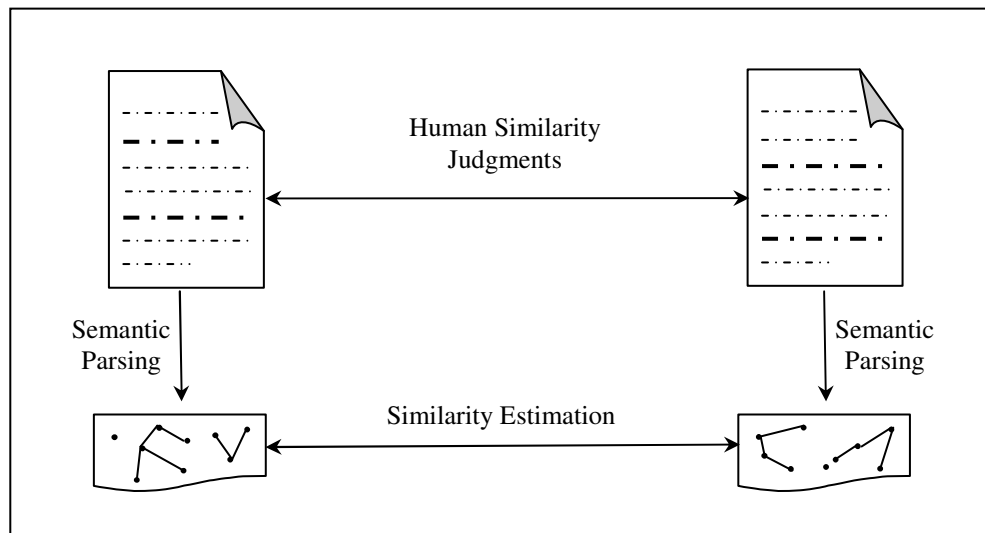 Human Similarity
Judgments
Semantic
Parsing
Semantic
Parsing
Similarity Estimation